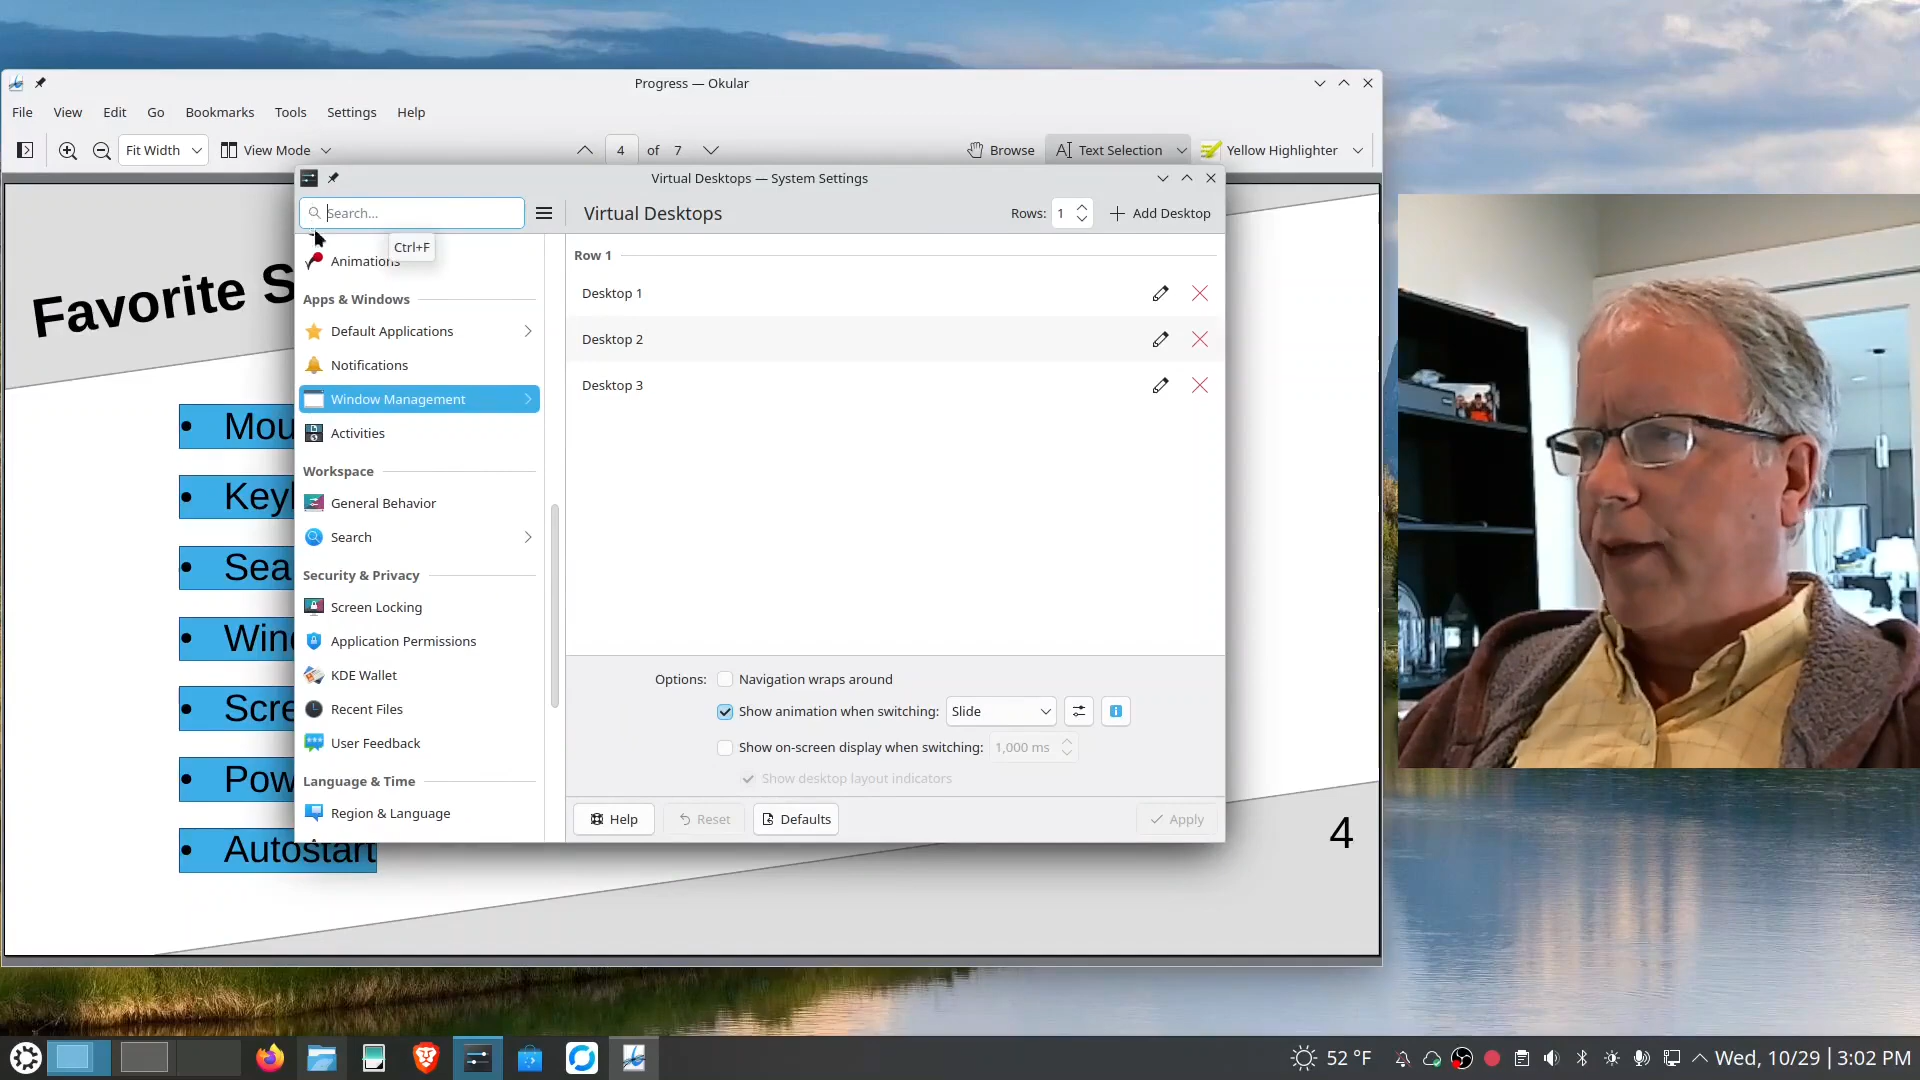 Progress — Okular
File View Edit Go Bookmarks Tools Settings Help
Fit Width View Mode 4 of 7 Browse Text Selection Yellow Highlighter
Virtual Desktops — System Settings
Search...
Virtual Desktops
Rows: 1 Add Desktop
Ctrl+F
Animations
Apps & Windows
Default Applications
Notifications
Window Management
Activities
Workspace
General Behavior
Search
Security & Privacy
Screen Locking
Application Permissions
KDE Wallet
Recent Files
User Feedback
Language & Time
Region & Language
Row 1
Desktop 1
Desktop 2
Desktop 3
Options: Navigation wraps around
Show animation when switching: Slide
Show on-screen display when switching: 1,000 ms
Show desktop layout indicators
Help Reset Defaults Apply
Favorite S
• Mou
• Key
• Sea
• Win
• Scre
• Pow
• Autostart
4
52 °F Wed, 10/29 | 3:02 PM